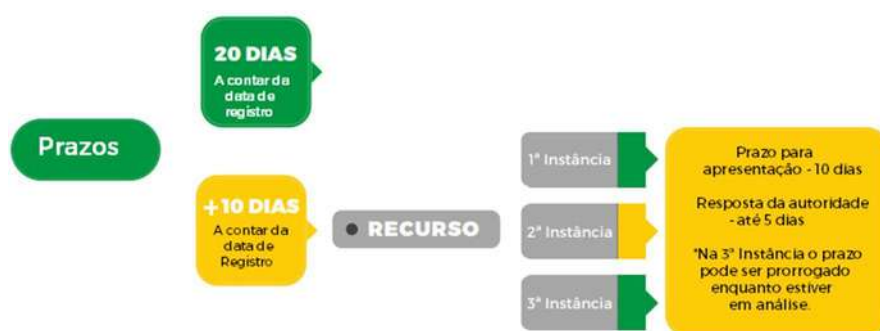 Prazos
20 DIAS
A contar da
data de
registro
+10 DIAS
A contar da
data de
Registro
• RECURSO
1ª Instância
2ª Instância
3ª Instância
Prazo para
apresentação - 10 dias
Resposta da autoridade
- até 5 dias
*Na 3ª Instância o prazo
pode ser prorrogado
enquanto estiver
em análise.